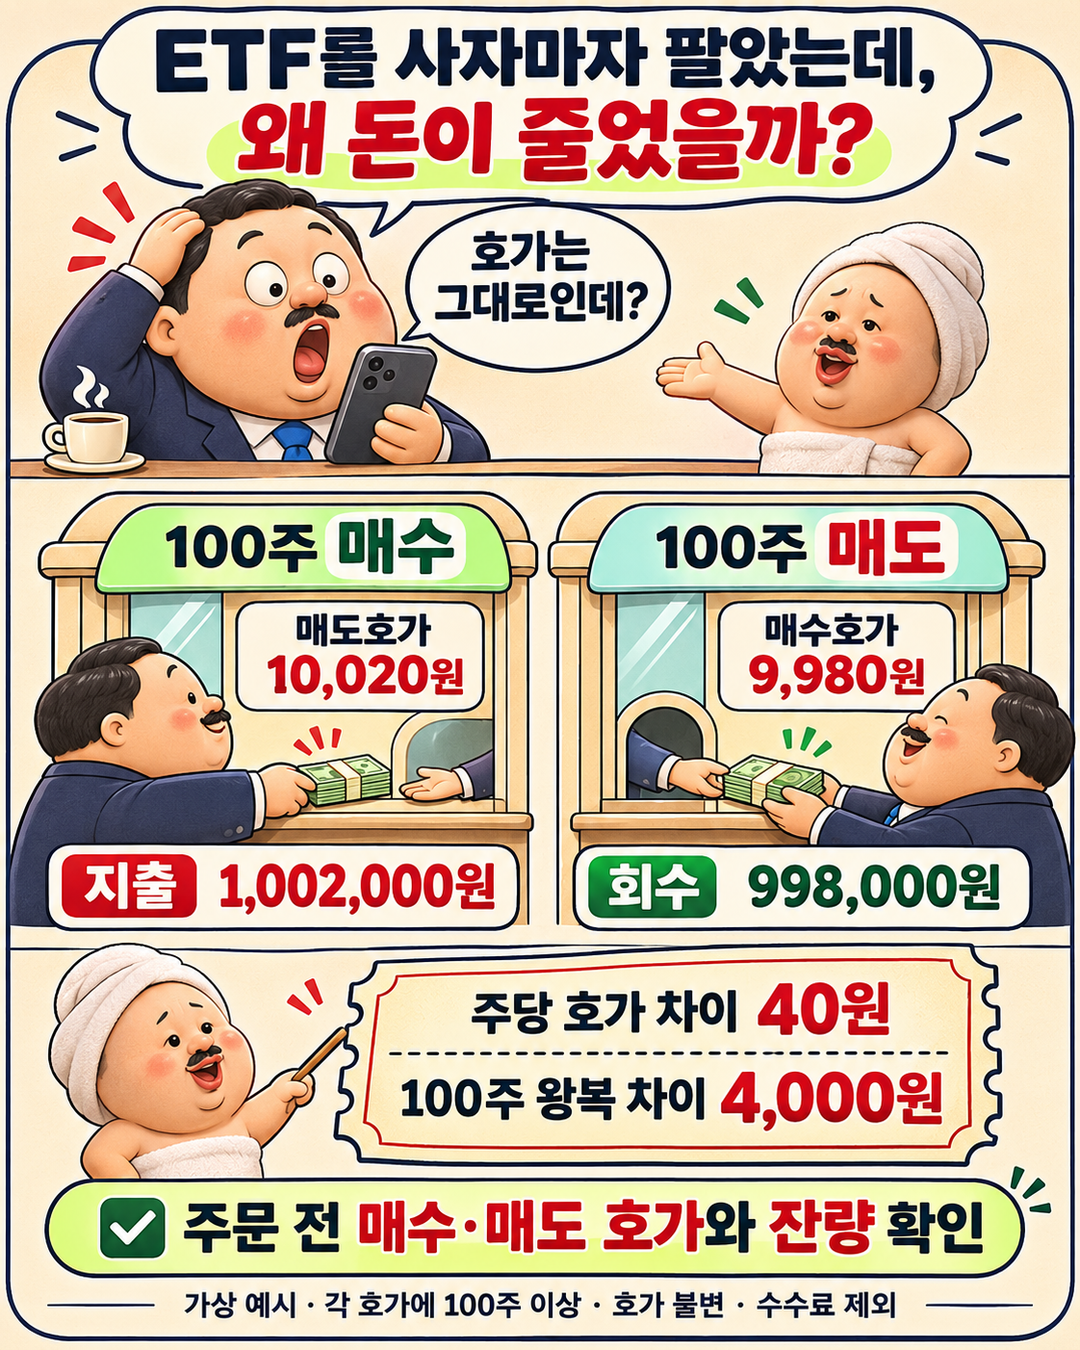 ETF롤 사자마자 팔았는데,
왜 돈이 줄었을까?
호가는
그대로인데?
100주 매수
매도호가
10,020원
지출 1,002,000원
100주 매도
매수호가
9,980원
회수 998,000원
주당 호가 차이 40원
100주 왕복 차이 4,000원
주문 전 매수·매도 호가와 잔량 확인
가상 예시 · 각 호가에 100주 이상 · 호가 불변 · 수수료 제외